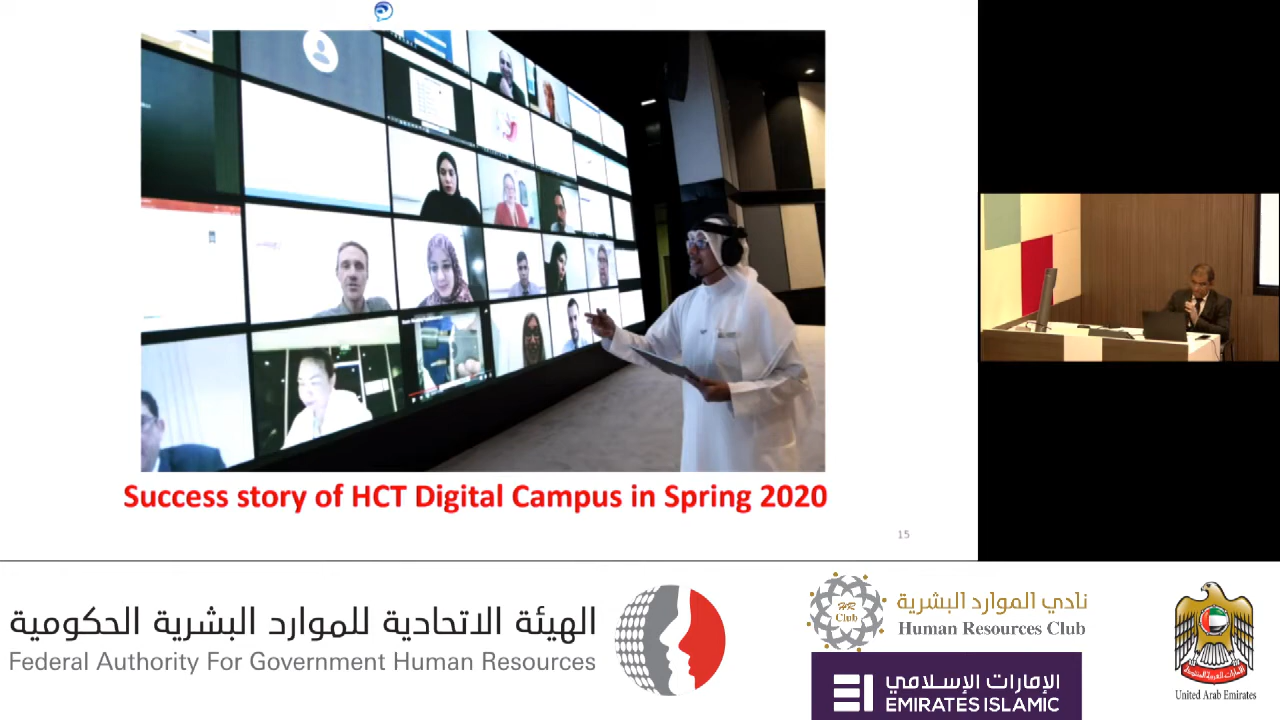 Success story of HCT Digital Campus in Spring 2020
15
الهيئة الاتحادية للموارد البشرية الحكومية
Federal Authority For Government Human Resources
HR
Club
نادي الموارد البشرية
Human Resources Club
الإمارات الإسلامي
EMIRATES ISLAMIC
United Arab Emirates